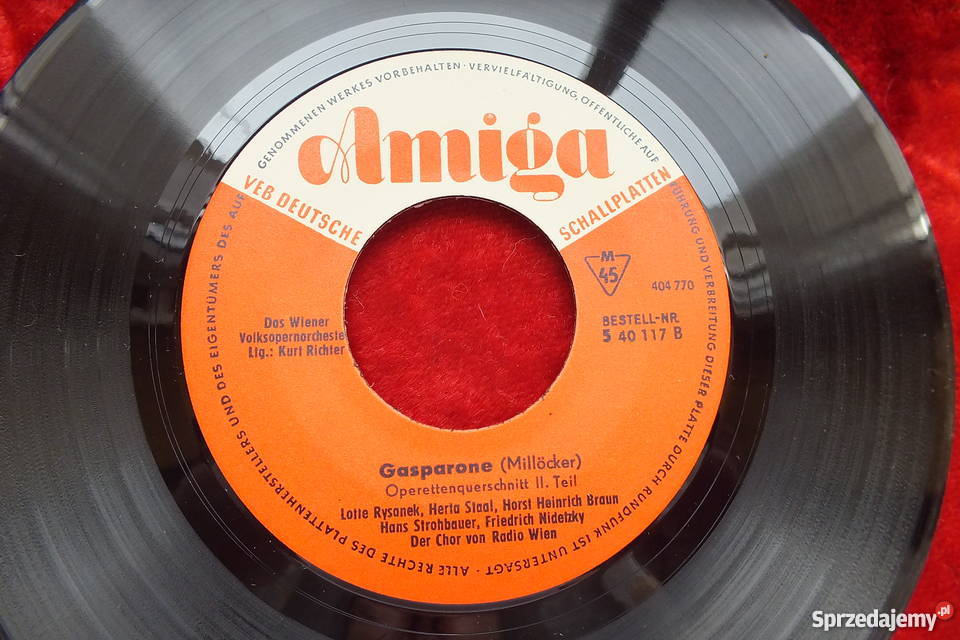 GENOMMENEN WERKES VORBEHALTEN · VERVIELFÄLTIGUNG, ÖFFENTLICHE AUF
FÜHRUNG UND VERBREITUNG DIESER PLATTE DURCH RUNDFUNK IST UNTERSAGT · ALLE RECHTE DES PLATTENHERSTELLERS UND DES EIGENTÜMERS DES AUF
Amiga
VEB DEUTSCHE SCHALLPLATTEN
M
45
404 770
BESTELL-NR.
5 40 117 B
Das Wiener
Volksopernorcheste
Ltg.: Kurt Richter
Gasparone (Millöcker)
Operettenquerschnitt II. Teil
Lotte Rysanek, Herta Staal, Horst Heinrich Braun
Hans Strohbauer, Friedrich Nidetzky
Der Chor von Radio Wien
Sprzedajemy.pl